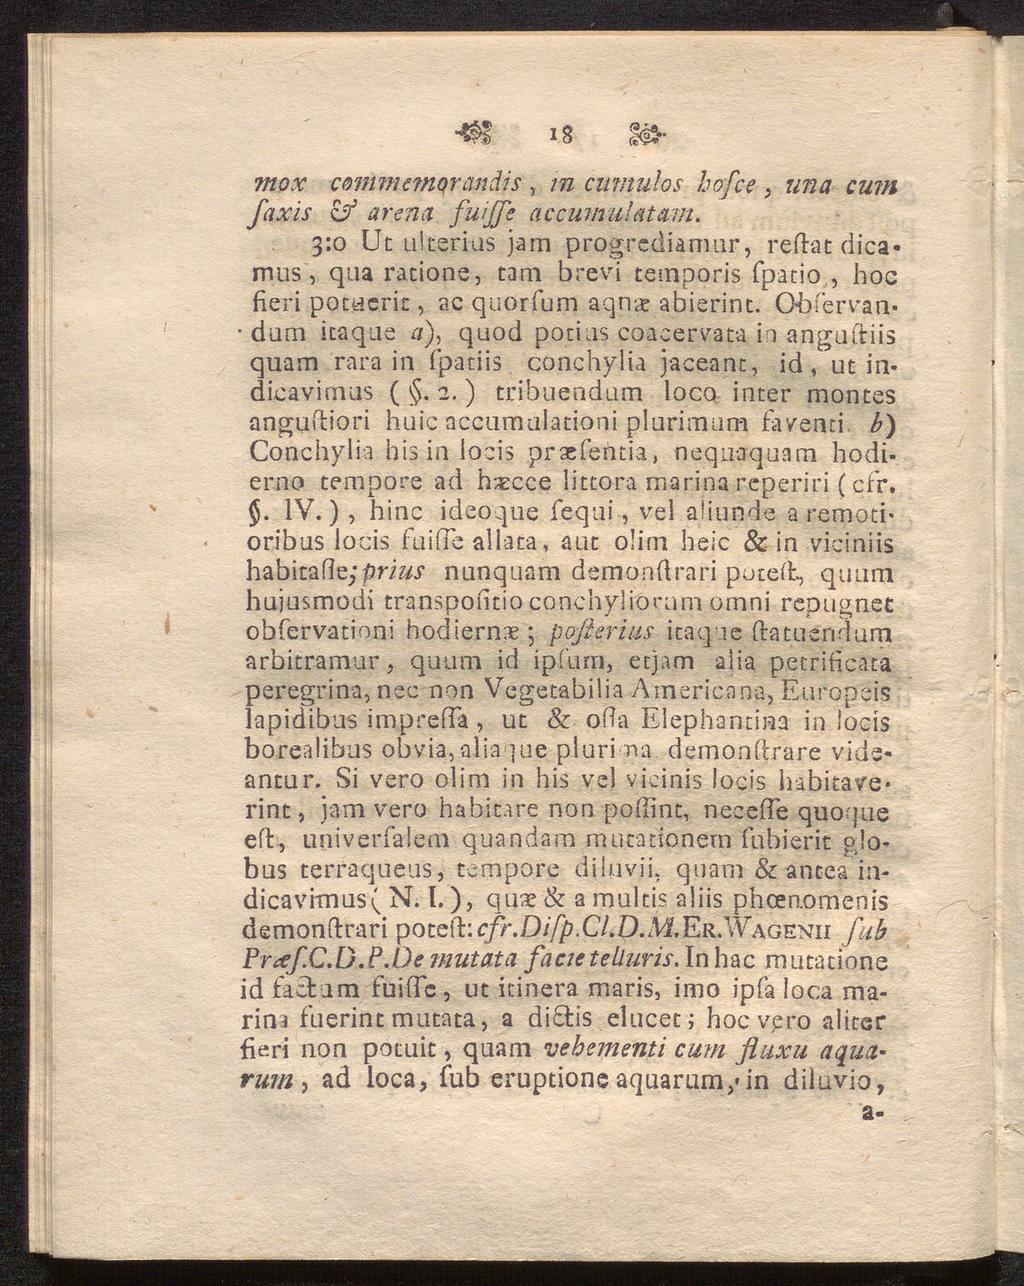 18
mox commemorandis, in cumulos hosce, una cum
ſaxis & arena fuiſſe accumulatam.
3:o Ut ulterius jam progrediamur, reſtat dica-
mus, qua ratione, tam brevi temporis ſpatio, hoc
fieri potuerit, ac quorſum aqnæ abierint. Obſervan-
dum itaque a), quod potius coacervata in anguſtiis
quam rara in ſpatiis conchylia jaceant, id, ut in-
dicavimus (§. 2.) tribuendum loco inter montes
anguſtiori huic accumulationi plurimum faventi. b)
Conchylia his in locis præſentia, nequaquam hodi-
erno tempore ad hæcce littora marina reperiri (cfr.
§. IV.), hinc ideoque ſequi, vel aliunde a remoti-
oribus locis fuiſſe allata, aut olim heic & in viciniis
habitaſſe; prius nunquam demonſtrari poteſt, quum
hujusmodi transpoſitio conchyliorum omni repugnet
obſervationi hodiernæ; poſterius itaque ſtatuendum
arbitramur, quum id ipſum, etjam alia petrificata
peregrina, nec non Vegetabilia Americana, Europeis
lapidibus impreſſa, ut & oſſa Elephantina in locis
borealibus obvia, aliaque plurima demonſtrare vide-
antur. Si vero olim in his vel vicinis locis habitave-
rint, jam vero habitare non poſſint, neceſſe quoque
eſt, univerſalem quandam mutationem ſubierit glo-
bus terraqueus, tempore diluvii, quam & antea in-
dicavimus (N. I.), quæ & a multis aliis phœnomenis
demonſtrari poteſt: cfr. Diſp. Cl. D. M. ER. WAGENII ſub
Præſ. C. D. P. De mutata facie telluris. In hac mutatione
id factum fuiſſe, ut itinera maris, imo ipſa loca ma-
rina fuerint mutata, a dictis elucet; hoc vero aliter
fieri non potuit, quam vehementi cum fluxu aqua-
rum, ad loca, ſub eruptione aquarum, in diluvio,
a-